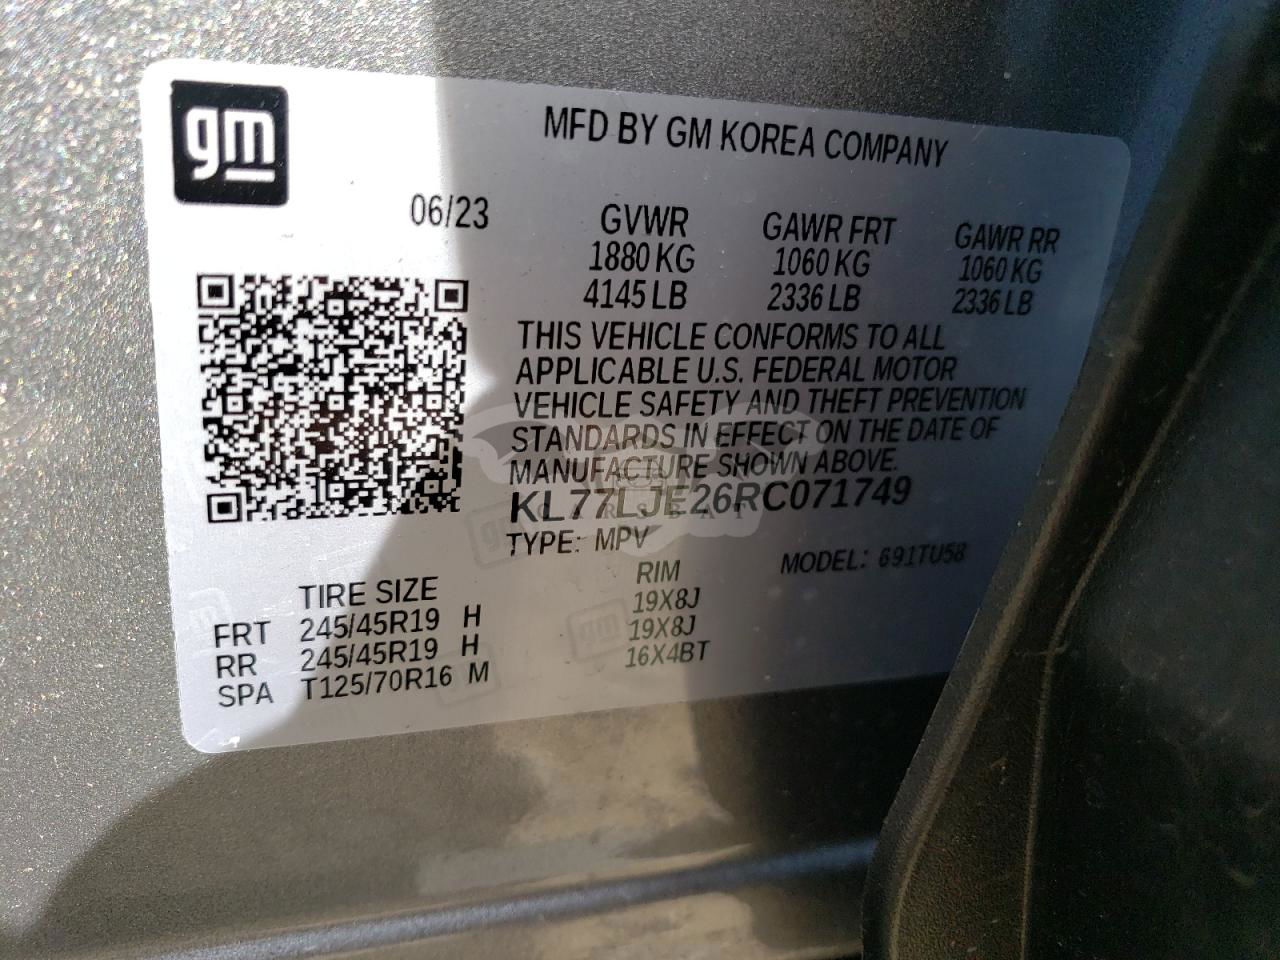 gm
MFD BY GM KOREA COMPANY
06/23
GVWR GAWR FRT GAWR RR
1880 KG 1060 KG 1060 KG
4145 LB 2336 LB 2336 LB
THIS VEHICLE CONFORMS TO ALL
APPLICABLE U.S. FEDERAL MOTOR
VEHICLE SAFETY AND THEFT PREVENTION
STANDARDS IN EFFECT ON THE DATE OF
MANUFACTURE SHOWN ABOVE.
KL77LJE26RC071749
CARSBAT
TYPE: MPV MODEL: 691TU58
TIRE SIZE RIM
FRT 245/45R19 H 19X8J
RR 245/45R19 H 19X8J
SPA T125/70R16 M 16X4BT
gm
gm